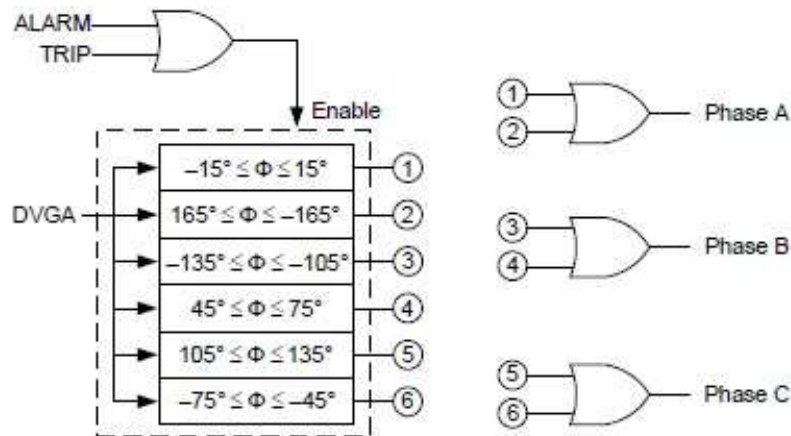 ALARM
TRIP
Enable
DVGA
–15° ≤ Φ ≤ 15°
165° ≤ Φ ≤ –165°
–135° ≤ Φ ≤ –105°
45° ≤ Φ ≤ 75°
105° ≤ Φ ≤ 135°
–75° ≤ Φ ≤ –45°
1
2
3
4
5
6
1
2
Phase A
3
4
Phase B
5
6
Phase C